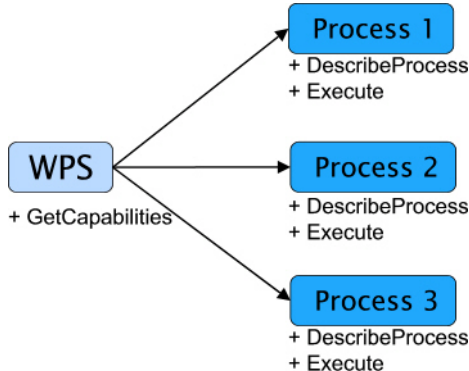 Process 1
+ DescribeProcess
+ Execute
WPS
+ GetCapabilities
Process 2
+ DescribeProcess
+ Execute
Process 3
+ DescribeProcess
+ Execute